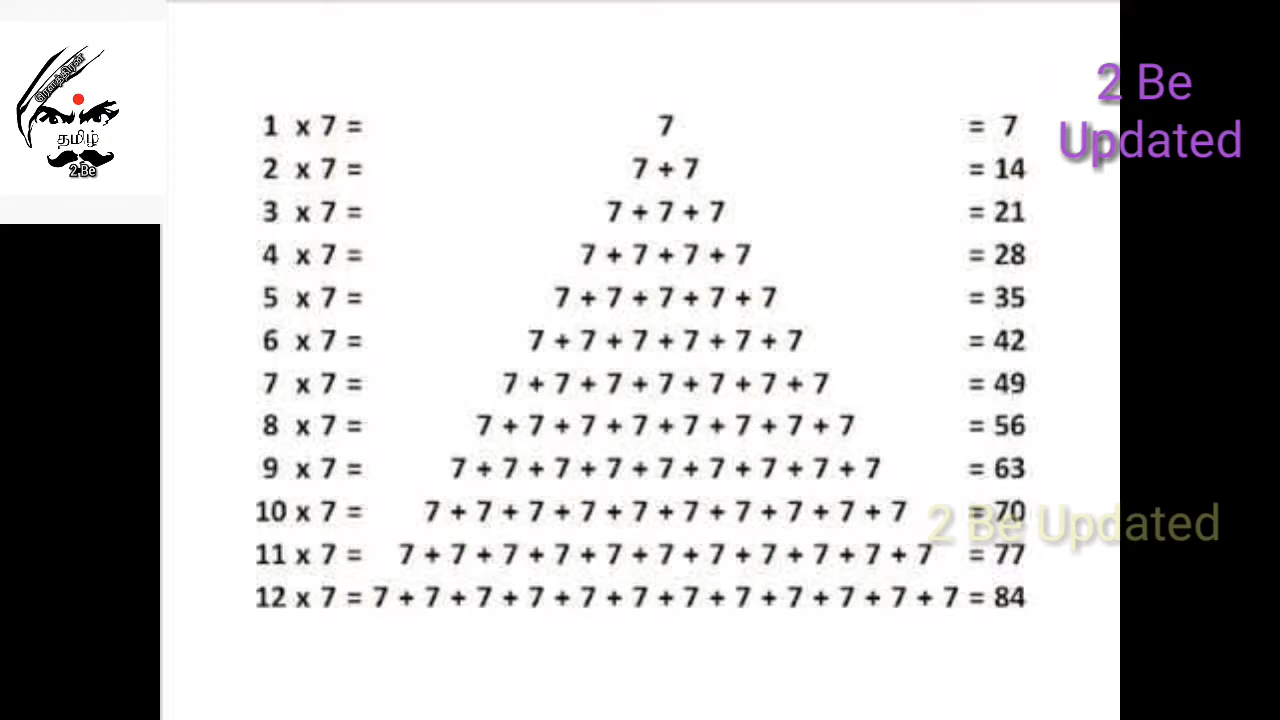 தமிழ்
2.Be
2 Be
Updated
1 x 7 = 7 = 7
2 x 7 = 7 + 7 = 14
3 x 7 = 7 + 7 + 7 = 21
4 x 7 = 7 + 7 + 7 + 7 = 28
5 x 7 = 7 + 7 + 7 + 7 + 7 = 35
6 x 7 = 7 + 7 + 7 + 7 + 7 + 7 = 42
7 x 7 = 7 + 7 + 7 + 7 + 7 + 7 + 7 = 49
8 x 7 = 7 + 7 + 7 + 7 + 7 + 7 + 7 + 7 = 56
9 x 7 = 7 + 7 + 7 + 7 + 7 + 7 + 7 + 7 + 7 = 63
10 x 7 = 7 + 7 + 7 + 7 + 7 + 7 + 7 + 7 + 7 + 7 = 70
2 Be Updated
11 x 7 = 7 + 7 + 7 + 7 + 7 + 7 + 7 + 7 + 7 + 7 + 7 = 77
12 x 7 = 7 + 7 + 7 + 7 + 7 + 7 + 7 + 7 + 7 + 7 + 7 + 7 = 84